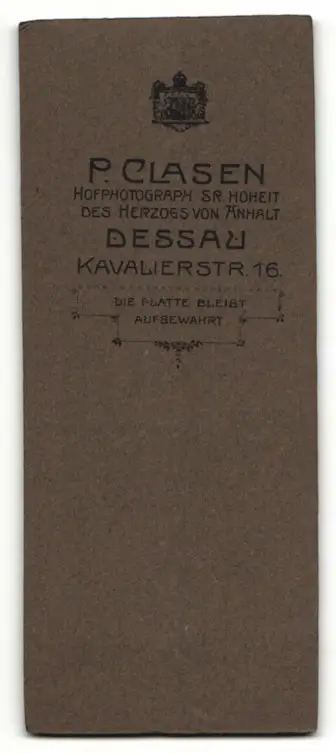 P. CLASEN
HOFPHOTOGRAPH SR. HOHEIT
DES HERZOGS VON ANHALT
DESSAU
KAVALIERSTR. 16.
DIE PLATTE BLEIBT
AUFBEWAHRT